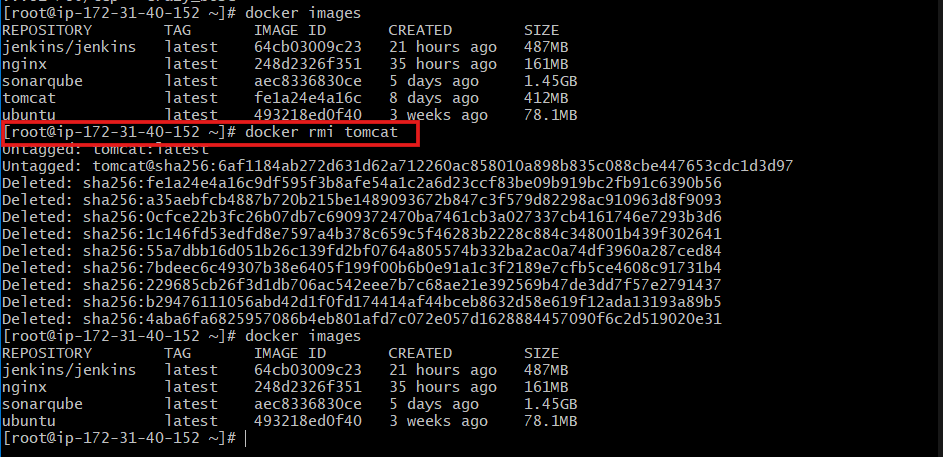 [root@ip-172-31-40-152 ~]# docker images
REPOSITORY TAG IMAGE ID CREATED SIZE
jenkins/jenkins latest 64cb03009c23 21 hours ago 487MB
nginx latest 248d2326f351 35 hours ago 161MB
sonarqube latest aec8336830ce 5 days ago 1.45GB
tomcat latest fe1a24e4a16c 8 days ago 412MB
ubuntu latest 493218ed0f40 3 weeks ago 78.1MB
[root@ip-172-31-40-152 ~]# docker rmi tomcat
Untagged: tomcat:latest
Untagged: tomcat@sha256:6af1184ab272d631d62a712260ac858010a898b835c088cbe447653cdc1d3d97
Deleted: sha256:fe1a24e4a16c9df595f3b8afe54a1c2a6d23ccf83be09b919bc2fb91c6390b56
Deleted: sha256:a35aebfcb4887b720b215be1489093672b847c3f579d82298ac910963d8f9093
Deleted: sha256:0cfce22b3fc26b07db7c6909372470ba7461cb3a027337cb4161746e7293b3d6
Deleted: sha256:1c146fd53edfd8e7597a4b378c659c5f46283b2228c884c348001b439f302641
Deleted: sha256:55a7dbb16d051b26c139fd2bf0764a805574b332ba2ac0a74df3960a287ced84
Deleted: sha256:7bdeec6c49307b38e6405f199f00b6b0e91a1c3f2189e7cfb5ce4608c91731b4
Deleted: sha256:229685cb26f3d1db706ac542eee7b7c68ae21e392569b47de3dd7f57e2791437
Deleted: sha256:b29476111056abd42d1f0fd174414af44bceb8632d58e619f12ada13193a89b5
Deleted: sha256:4aba6fa6825957086b4eb801afd7c072e057d1628884457090f6c2d519020e31
[root@ip-172-31-40-152 ~]# docker images
REPOSITORY TAG IMAGE ID CREATED SIZE
jenkins/jenkins latest 64cb03009c23 21 hours ago 487MB
nginx latest 248d2326f351 35 hours ago 161MB
sonarqube latest aec8336830ce 5 days ago 1.45GB
ubuntu latest 493218ed0f40 3 weeks ago 78.1MB
[root@ip-172-31-40-152 ~]#